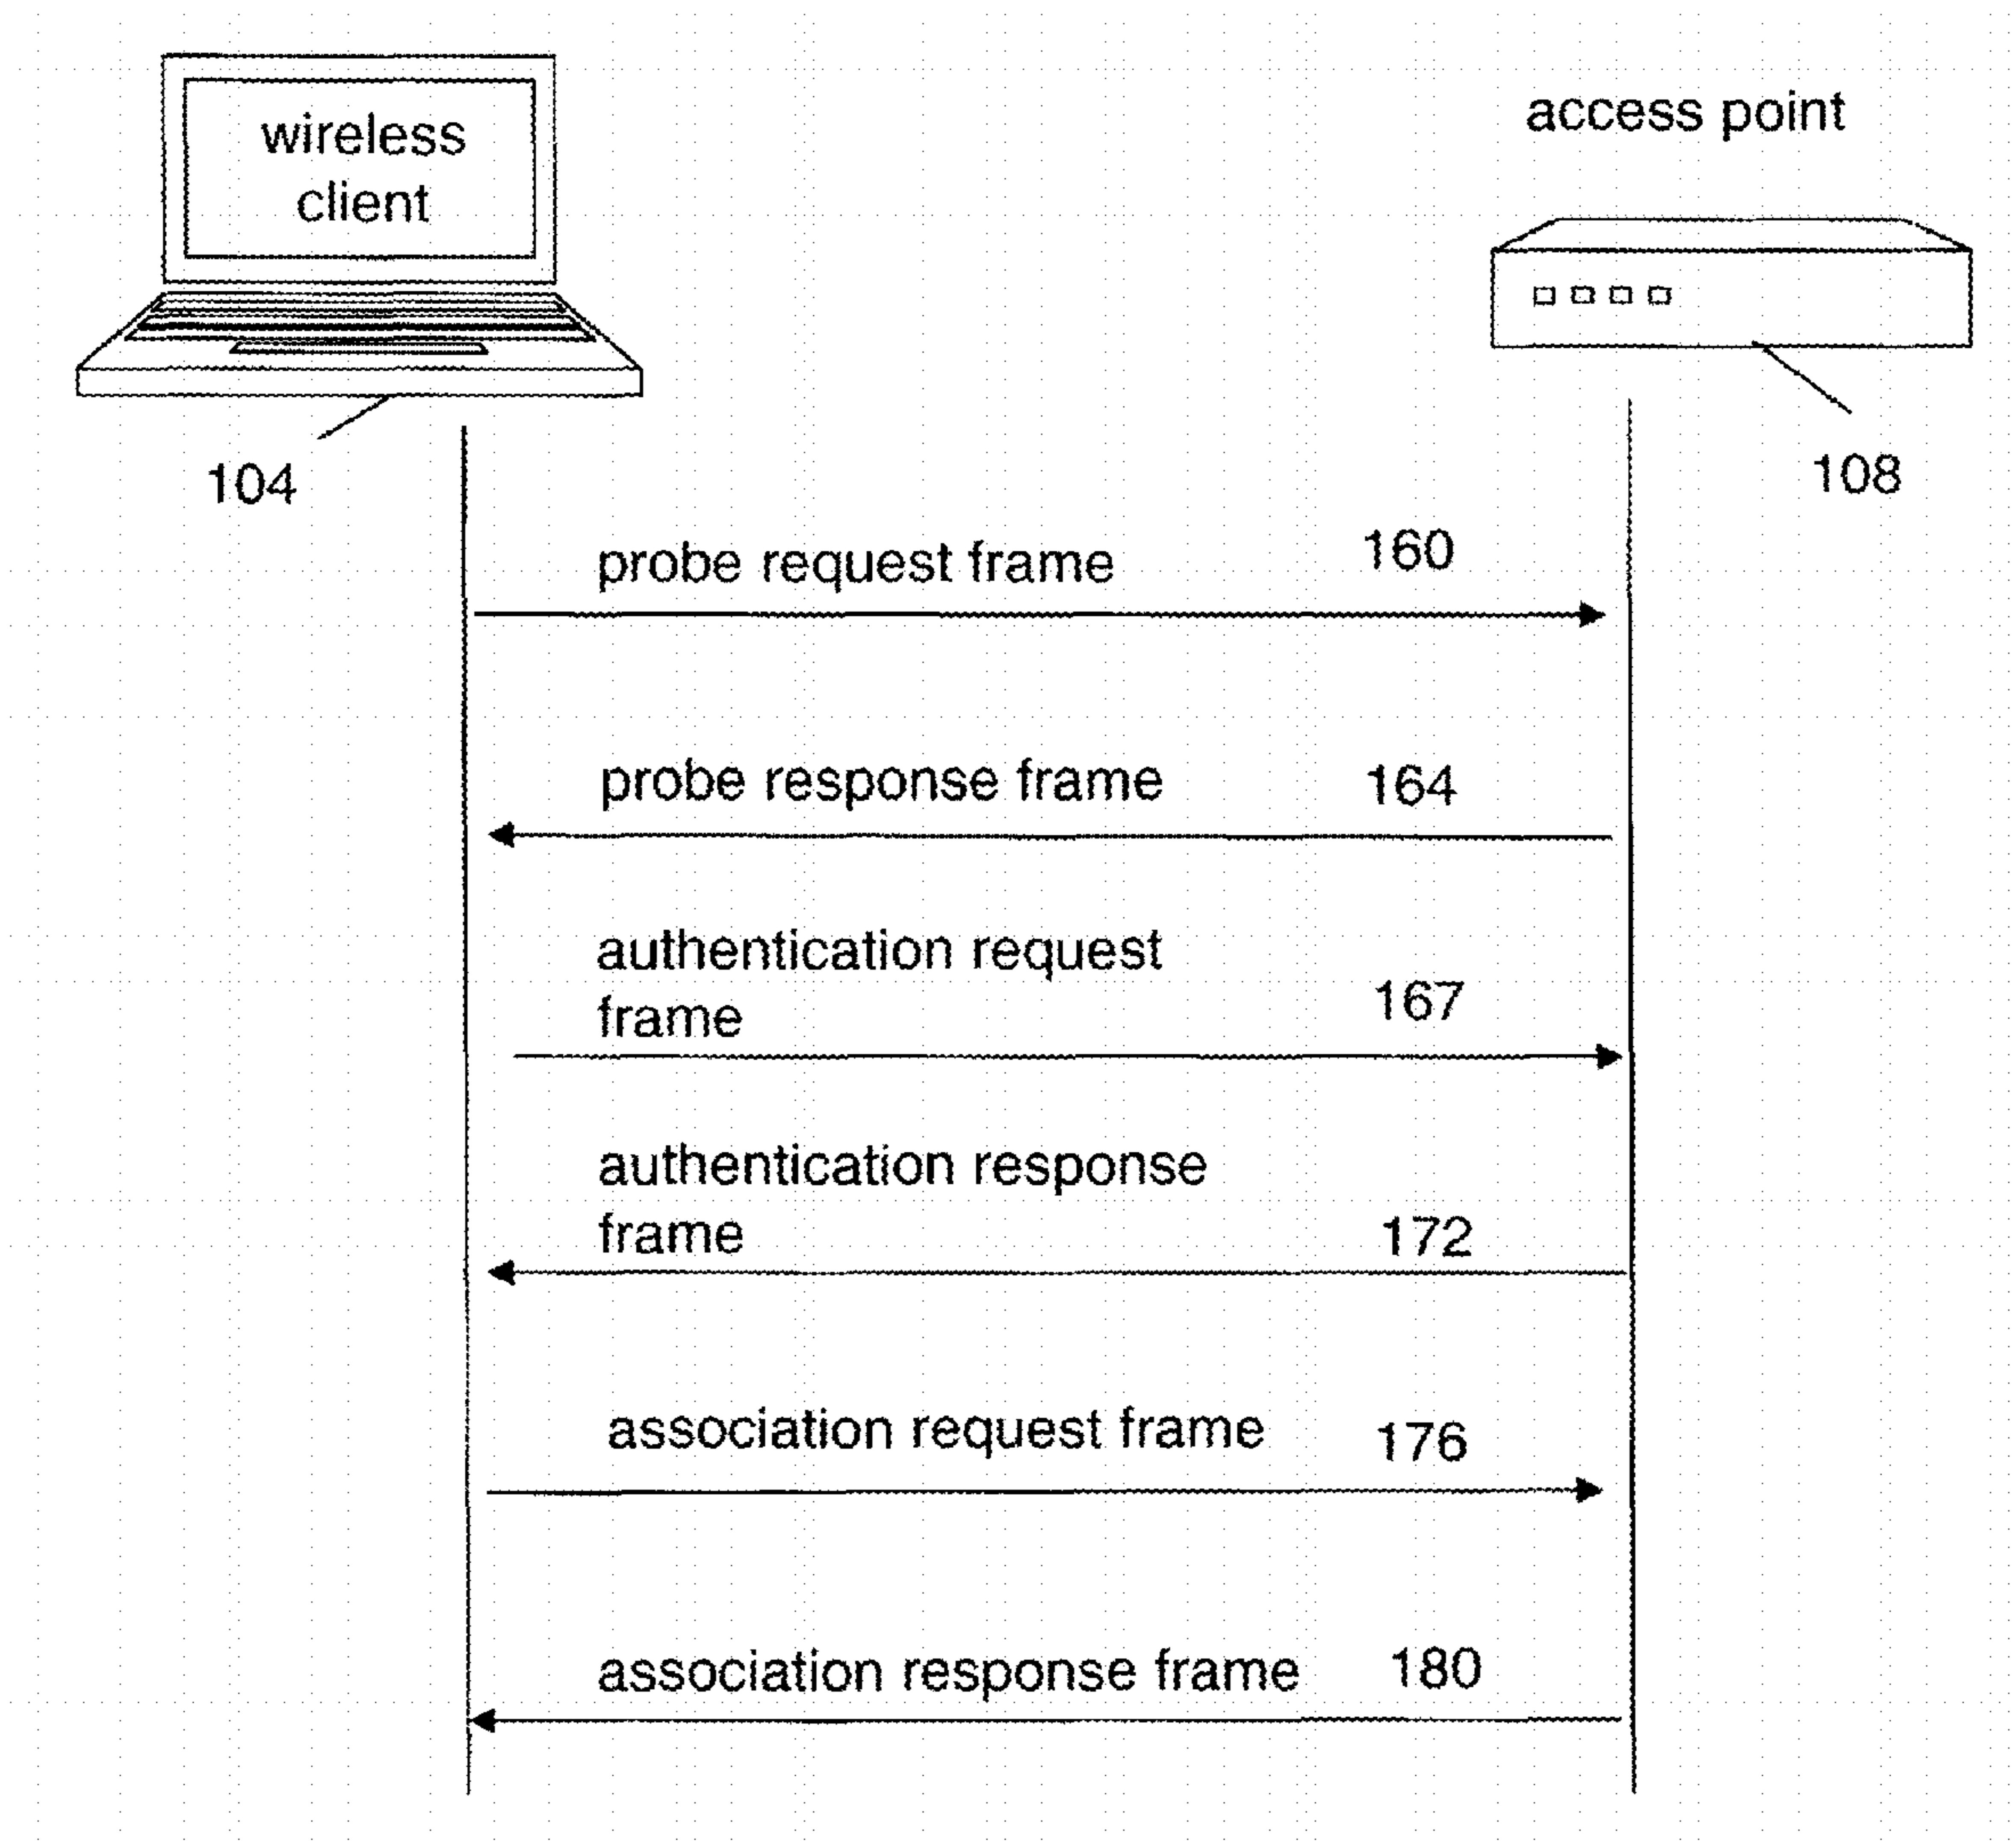 wireless
client
access point
104
108
probe request frame 160
probe response frame 164
authentication request
frame 167
authentication response
frame 172
association request frame 176
association response frame 180